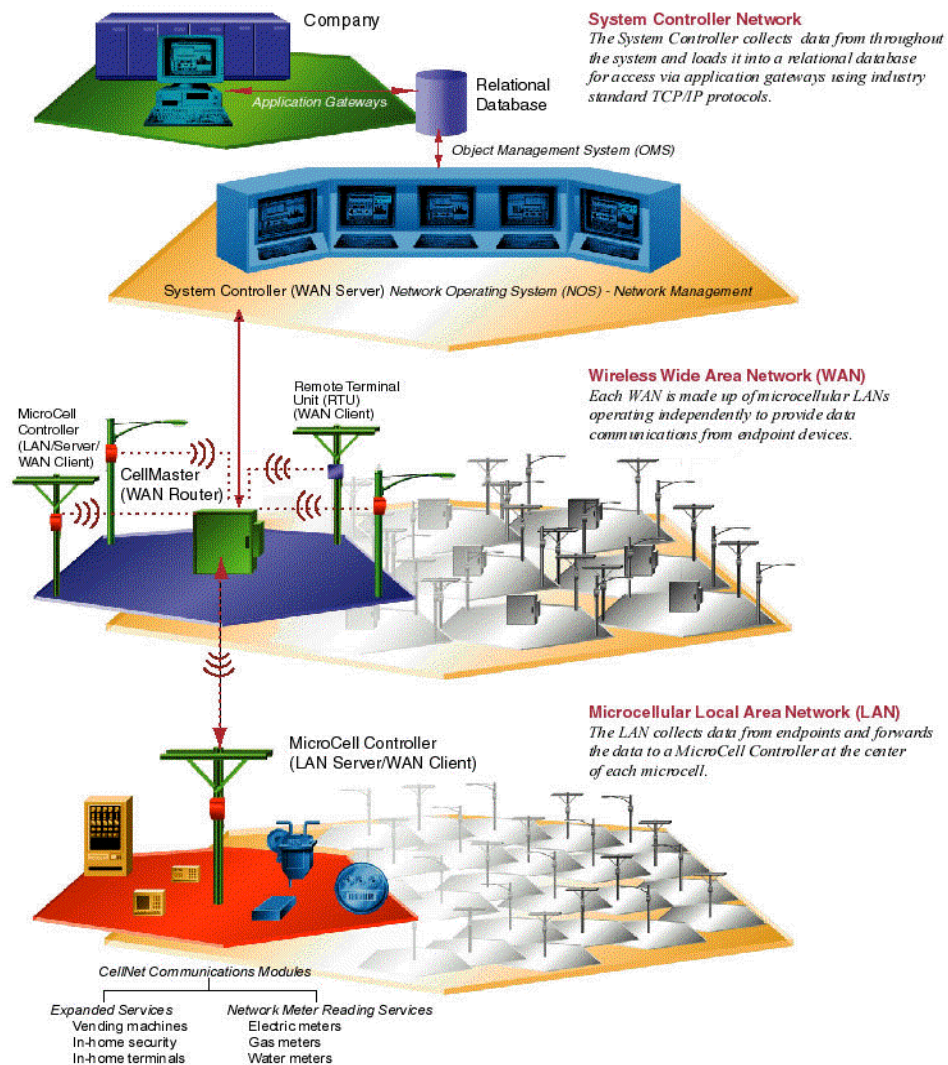 Company
System Controller Network
The System Controller collects data from throughout
the system and loads it into a relational database
for access via application gateways using industry
standard TCP/IP protocols.
Application Gateways
Relational
Database
Object Management System (OMS)
System Controller (WAN Server) Network Operating System (NOS) - Network Management
Wireless Wide Area Network (WAN)
Each WAN is made up of microcellular LANs
operating independently to provide data
communications from endpoint devices.
Remote Terminal
Unit (RTU)
(WAN Client)
MicroCell
Controller
(LAN/Server/
WAN Client)
CellMaster
(WAN Router)
Microcellular Local Area Network (LAN)
The LAN collects data from endpoints and forwards
the data to a MicroCell Controller at the center
of each microcell.
MicroCell Controller
(LAN Server/WAN Client)
CellNet Communications Modules
Expanded Services
Vending machines
In-home security
In-home terminals
Network Meter Reading Services
Electric meters
Gas meters
Water meters